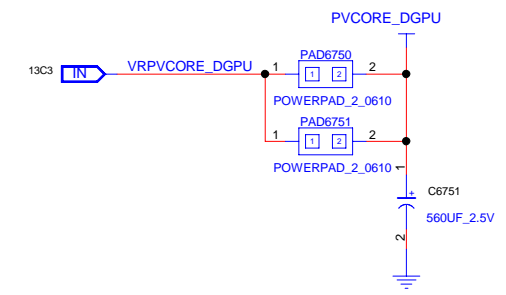 PVCORE_DGPU
13C3 IN VRPVCORE_DGPU
PAD6750
1 1 2 2
POWERPAD_2_0610
PAD6751
1 1 2 2
POWERPAD_2_0610
1
+ C6751
560UF_2.5V
2